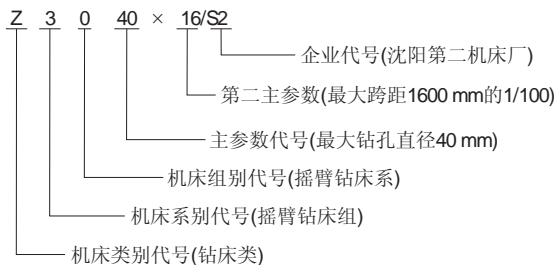 Z 3 0 40 × 16/S2
企业代号(沈阳第二机床厂)
第二主参数(最大跨距1600 mm的1/100)
主参数代号(最大钻孔直径40 mm)
机床组别代号(摇臂钻床系)
机床系别代号(摇臂钻床组)
机床类别代号(钻床类)